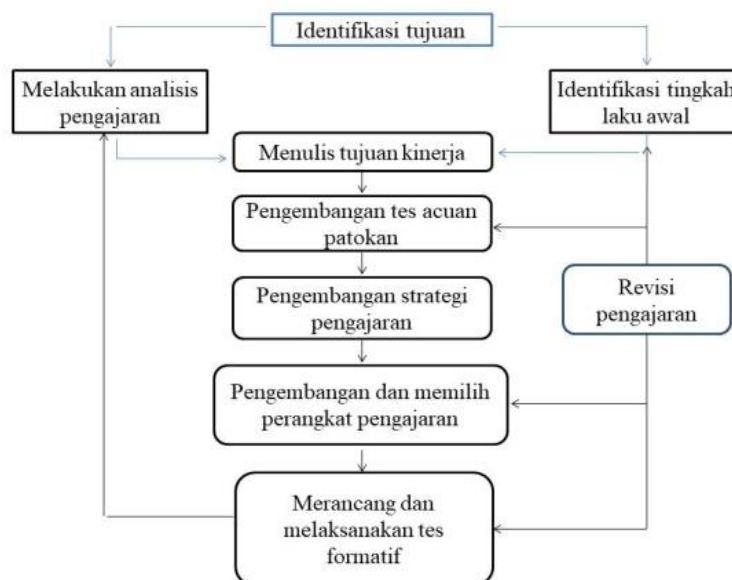 Identifikasi tujuan
Melakukan analisis
pengajaran
Identifikasi tingkah
laku awal
Menulis tujuan kinerja
Pengembangan tes acuan
patokan
Pengembangan strategi
pengajaran
Revisi
pengajaran
Pengembangan dan memilih
perangkat pengajaran
Merancang dan
melaksanakan tes
formatif